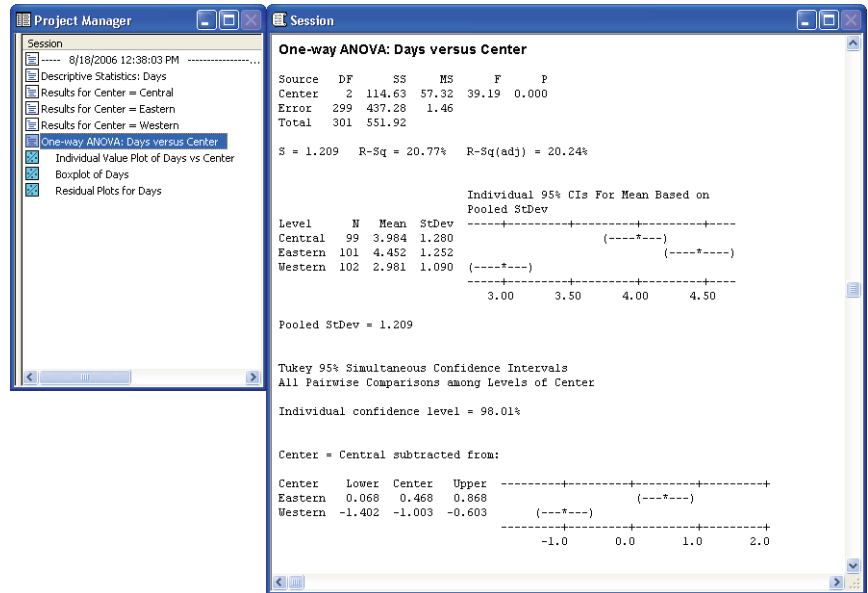 Project Manager
Session
----- 8/18/2006 12:38:03 PM ----------------...
Descriptive Statistics: Days
Results for Center = Central
Results for Center = Eastern
Results for Center = Western
One-way ANOVA: Days versus Center
Individual Value Plot of Days vs Center
Boxplot of Days
Residual Plots for Days
Session
One-way ANOVA: Days versus Center
Source DF SS MS F P
Center 2 114.63 57.32 39.19 0.000
Error 299 437.28 1.46
Total 301 551.92
S = 1.209 R-Sq = 20.77% R-Sq(adj) = 20.24%
Individual 95% CIs For Mean Based on
Pooled StDev
Level N Mean StDev -----+---------+---------+---------+----
Central 99 3.984 1.280 (----*---)
Eastern 101 4.452 1.252 (----*----)
Western 102 2.981 1.090 (----*---)
-----+---------+---------+---------+----
3.00 3.50 4.00 4.50
Pooled StDev = 1.209
Tukey 95% Simultaneous Confidence Intervals
All Pairwise Comparisons among Levels of Center
Individual confidence level = 98.01%
Center = Central subtracted from:
Center Lower Center Upper ---------+---------+---------+---------+
Eastern 0.068 0.468 0.868 (---*---)
Western -1.402 -1.003 -0.603 (---*---)
---------+---------+---------+---------+
-1.0 0.0 1.0 2.0